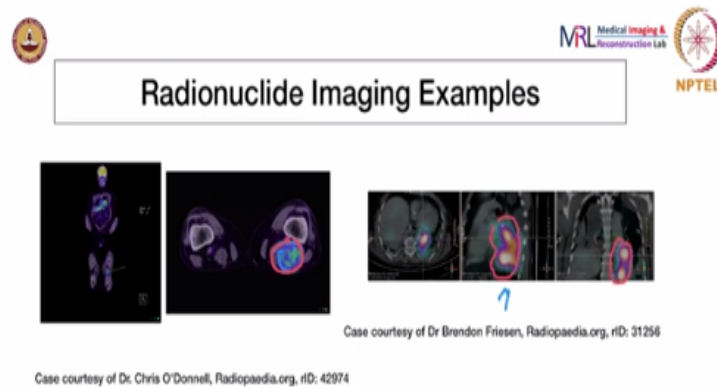 MRL Medical Imaging &
Reconstruction Lab
NPTEL
Radionuclide Imaging Examples
Case courtesy of Dr Brendon Friesen, Radiopaedia.org, rID: 31256
Case courtesy of Dr. Chris O'Donnell, Radiopaedia.org, rID: 42974